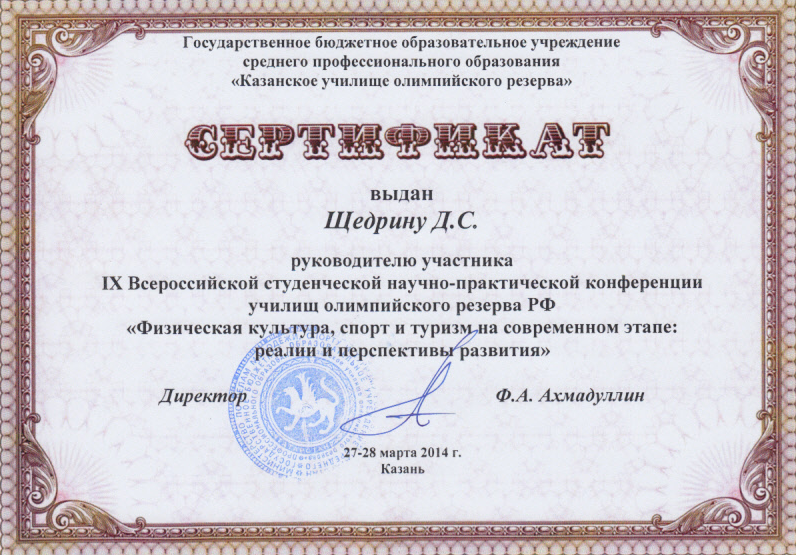 Государственное бюджетное образовательное учреждение
среднего профессионального образования
«Казанское училище олимпийского резерва»
СЕРТИФИКАТ
выдан
Щедрину Д.С.
руководителю участника
IX Всероссийской студенческой научно-практической конференции
училищ олимпийского резерва РФ
«Физическая культура, спорт и туризм на современном этапе:
реалии и перспективы развития»
Директор Ф.А. Ахмадуллин
27-28 марта 2014 г.
Казань